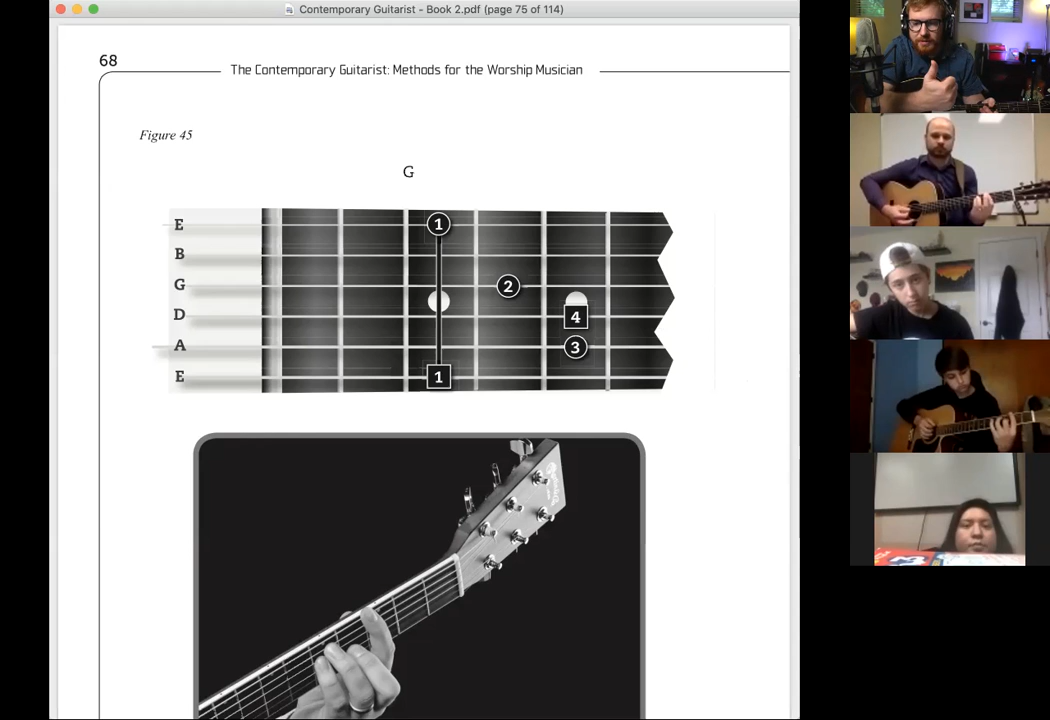 Contemporary Guitarist - Book 2.pdf (page 75 of 114)
68
The Contemporary Guitarist: Methods for the Worship Musician
Figure 45
G
E 1
B
G 2
D 4
A 3
E 1